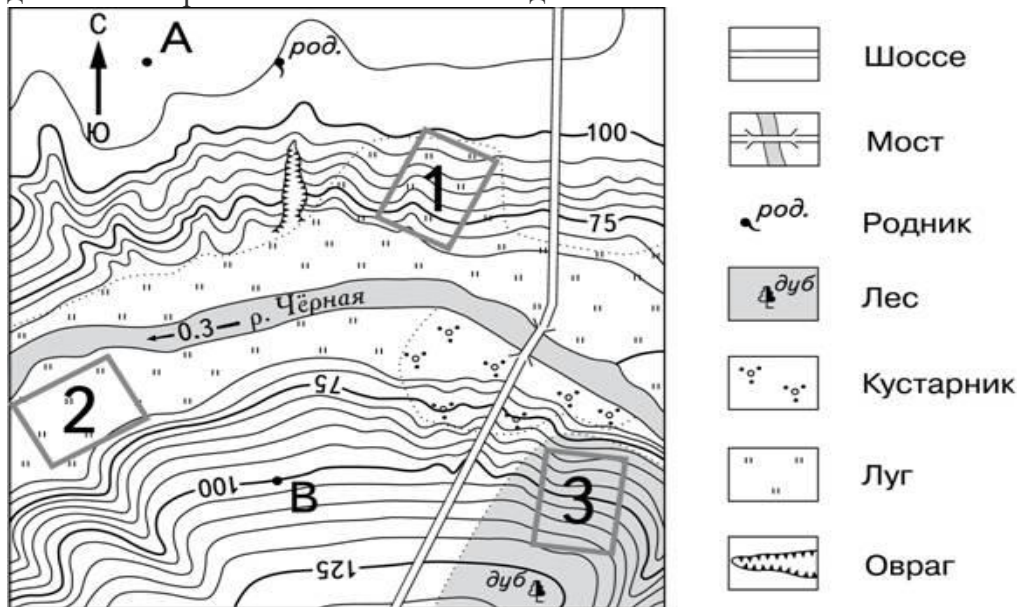 С
А
род.
Ю
100
1
75
0.3 р. Чёрная
2
75
100
В
3
125
дуб
Шоссе
Мост
род.
Родник
дуб
Лес
Кустарник
Луг
Овраг